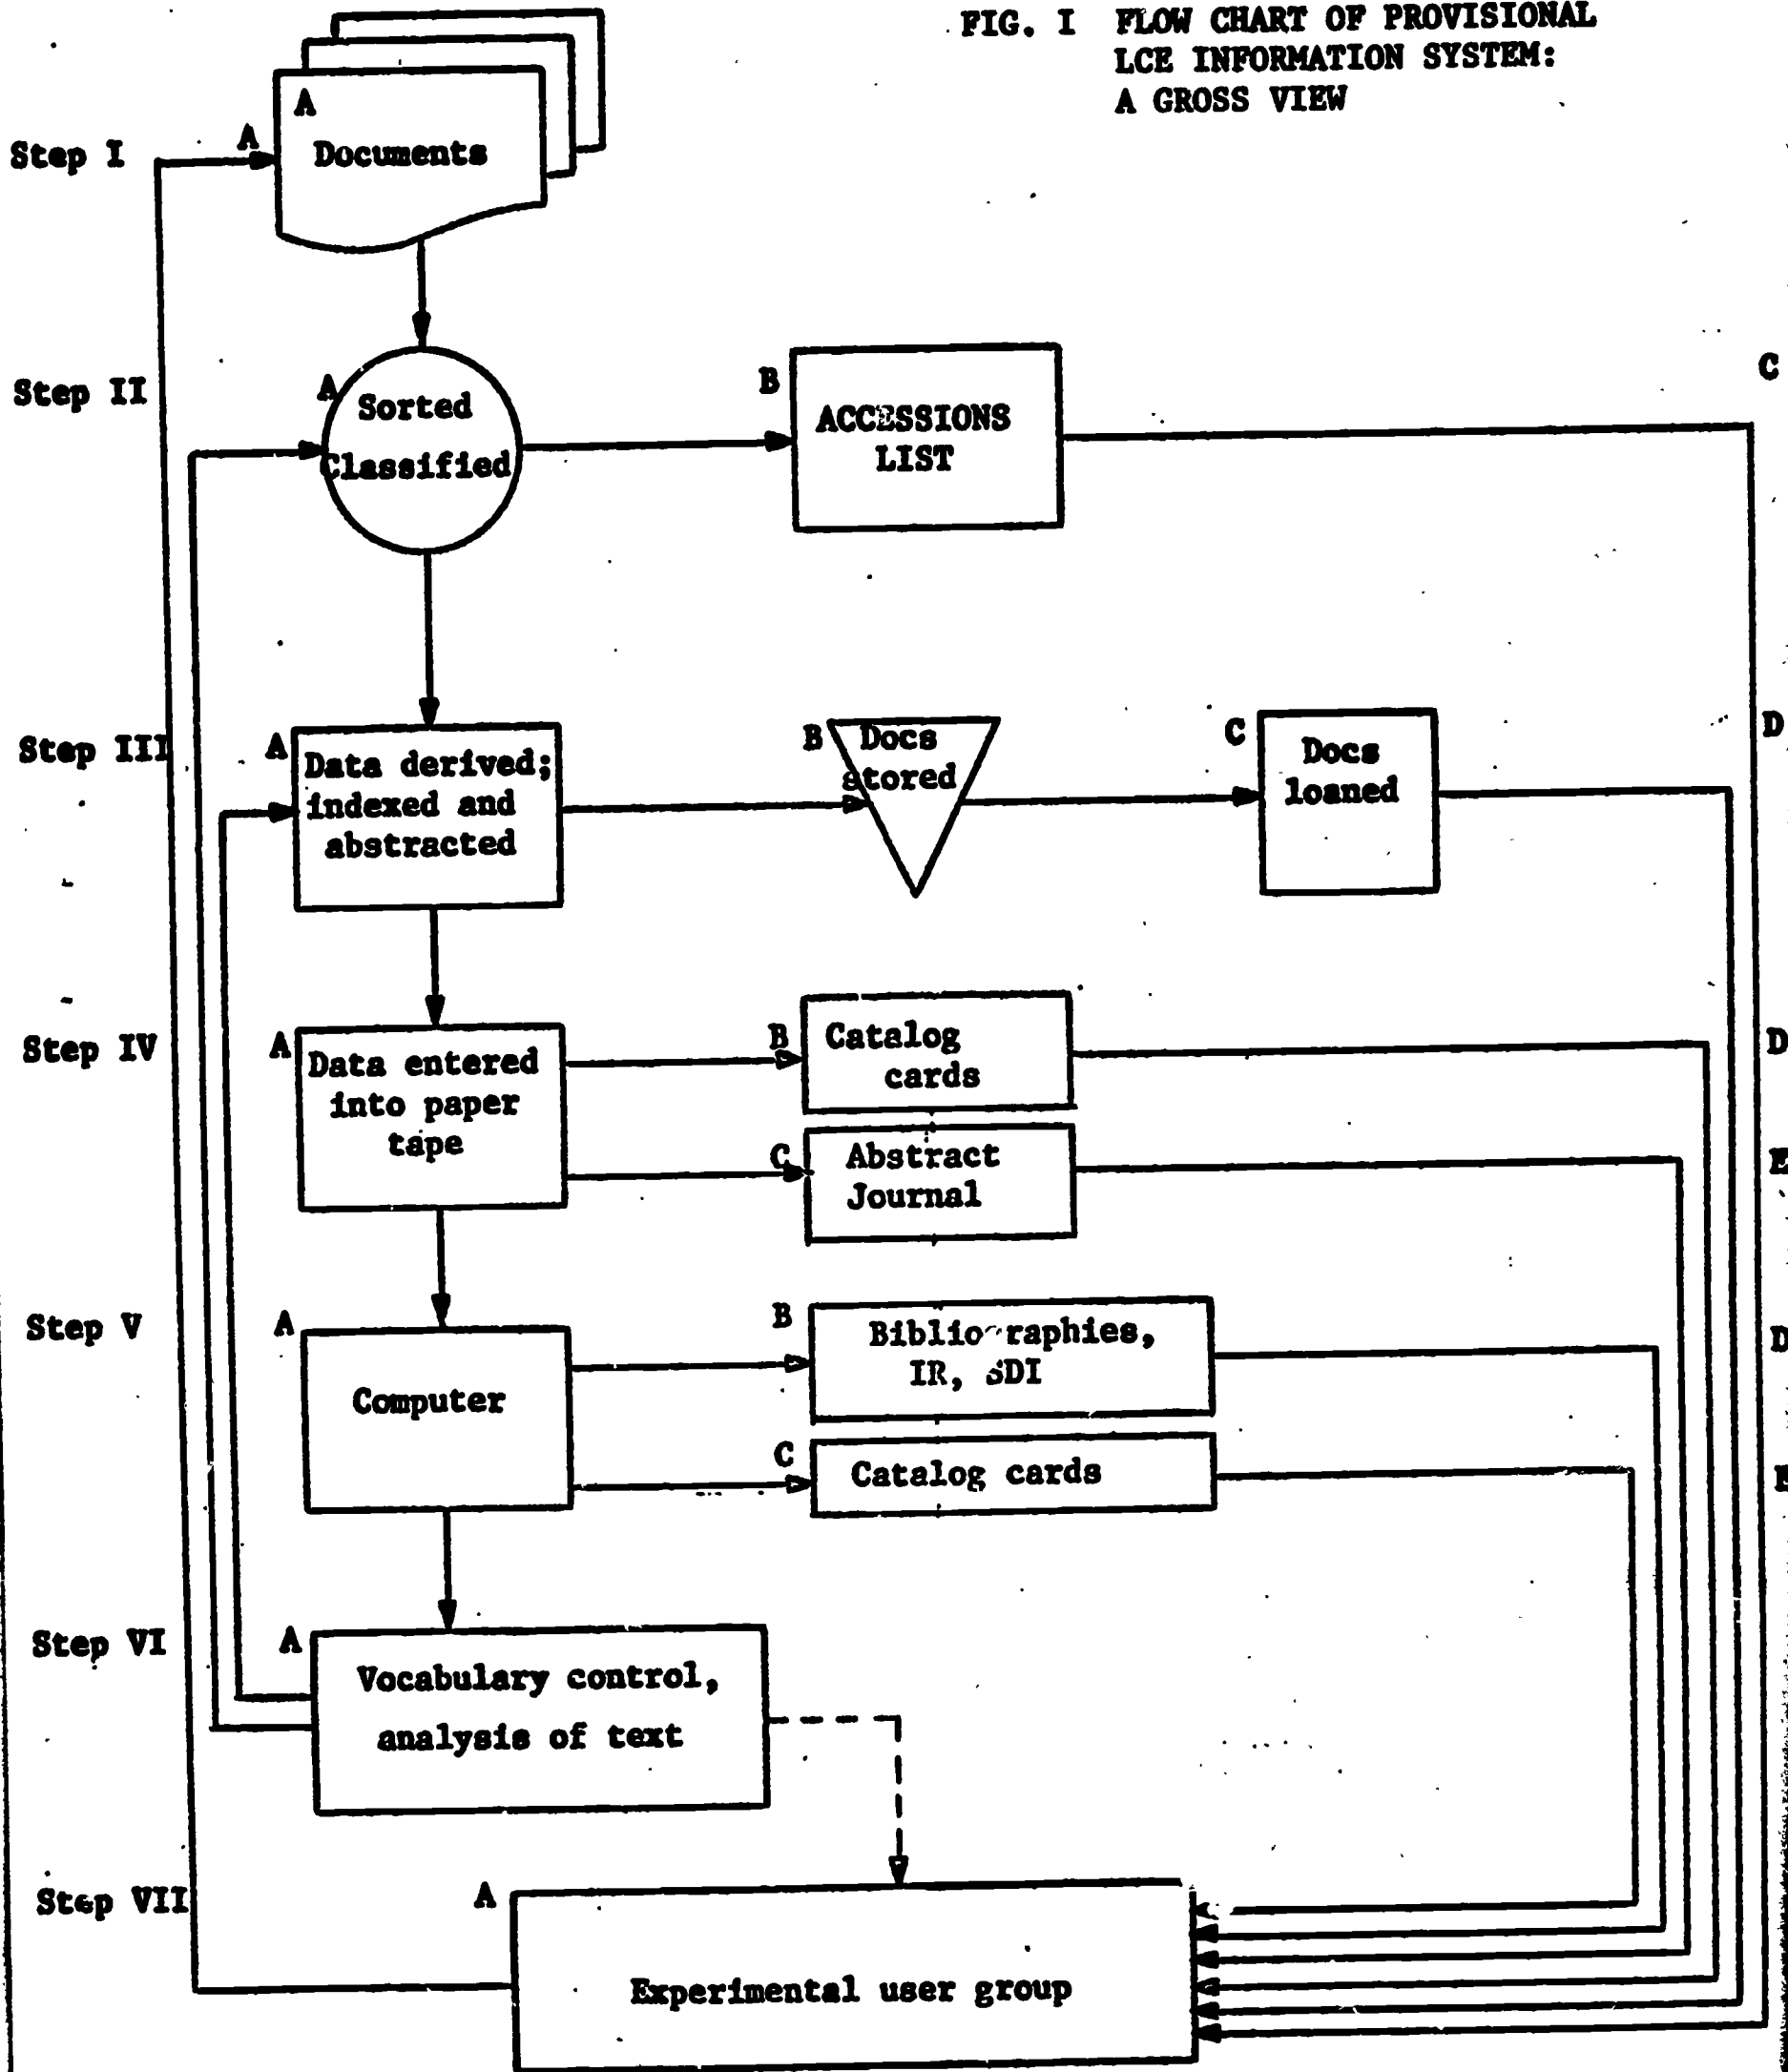 FIG. I FLOW CHART OF PROVISIONAL
LCE INFORMATION SYSTEM:
A GROSS VIEW
Step I
A
A
Documents
Step II
A
Sorted
Classified
B
ACCESSIONS
LIST
C
Step III
A
Data derived;
indexed and
abstracted
B
Docs
stored
C
Docs
loaned
D
Step IV
A
Data entered
into paper
tape
B
Catalog
cards
D
C
Abstract
Journal
E
Step V
A
Computer
B
Bibliographies,
IR, SDI
D
C
Catalog cards
Step VI
A
Vocabulary control,
analysis of text
Step VII
A
Experimental user group